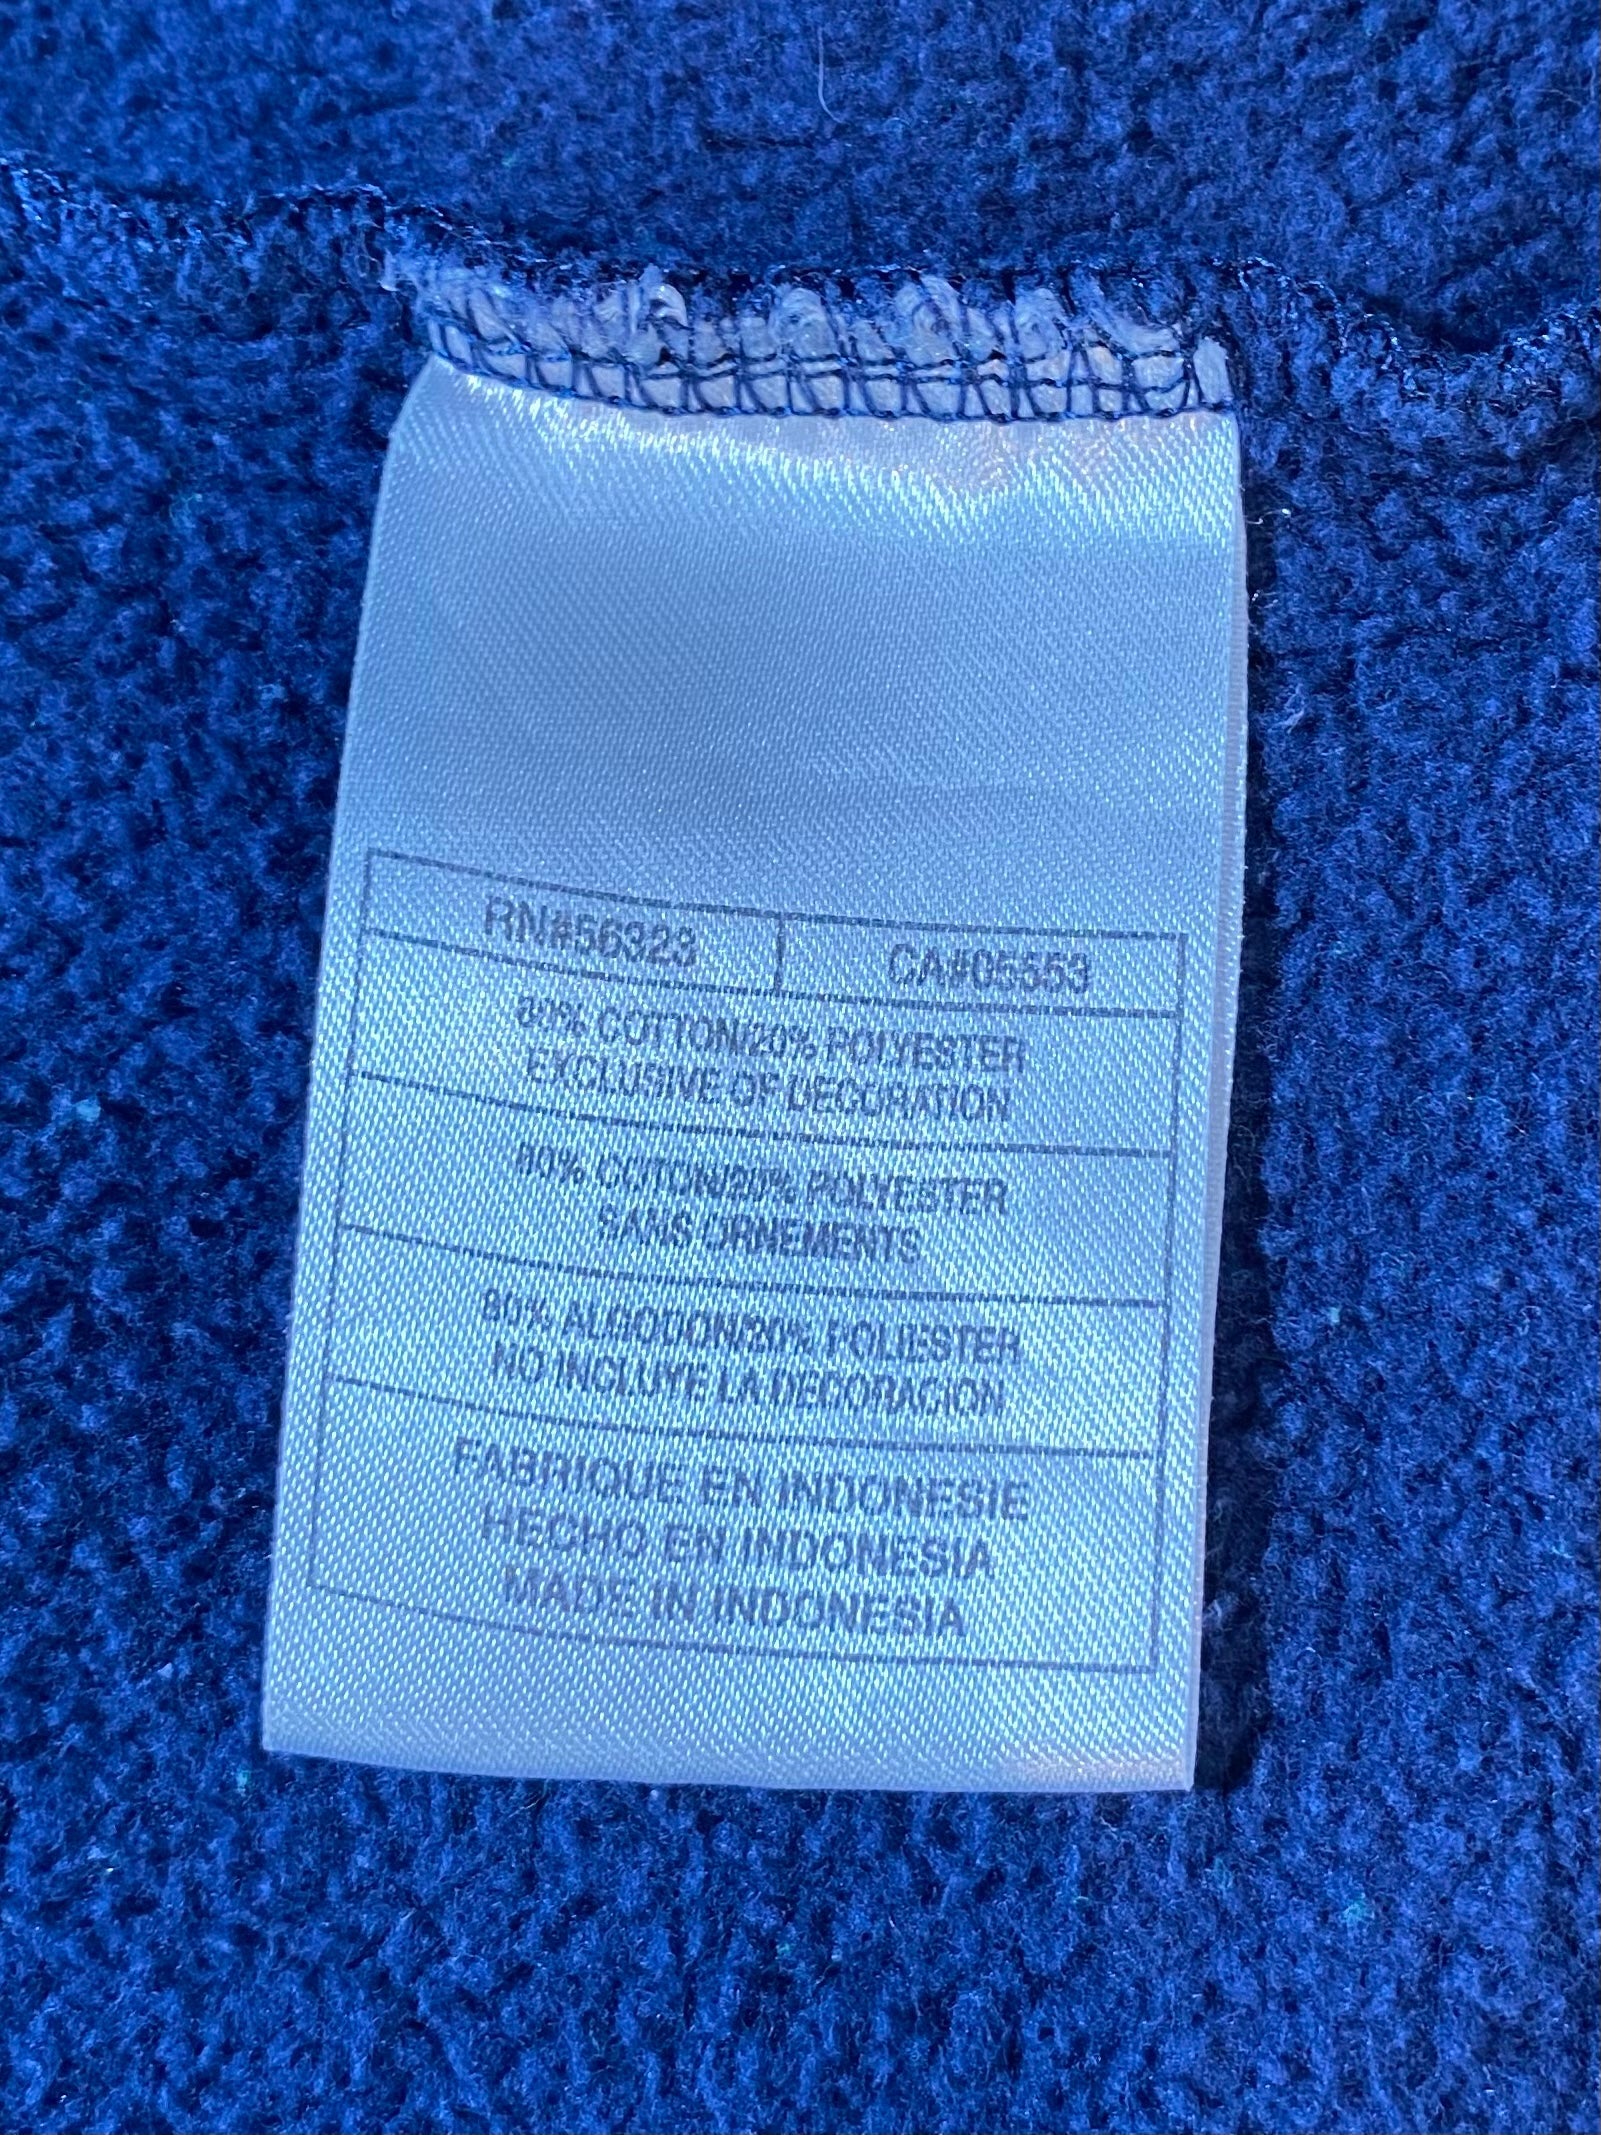 RN#56323 CA#05553
80% COTTON/20% POLYESTER
EXCLUSIVE OF DECORATION
80% COTON/20% POLYESTER
SANS ORNEMENTS
80% ALGODON/20% POLIESTER
NO INCLUYE LA DECORACION
FABRIQUE EN INDONESIE
HECHO EN INDONESIA
MADE IN INDONESIA